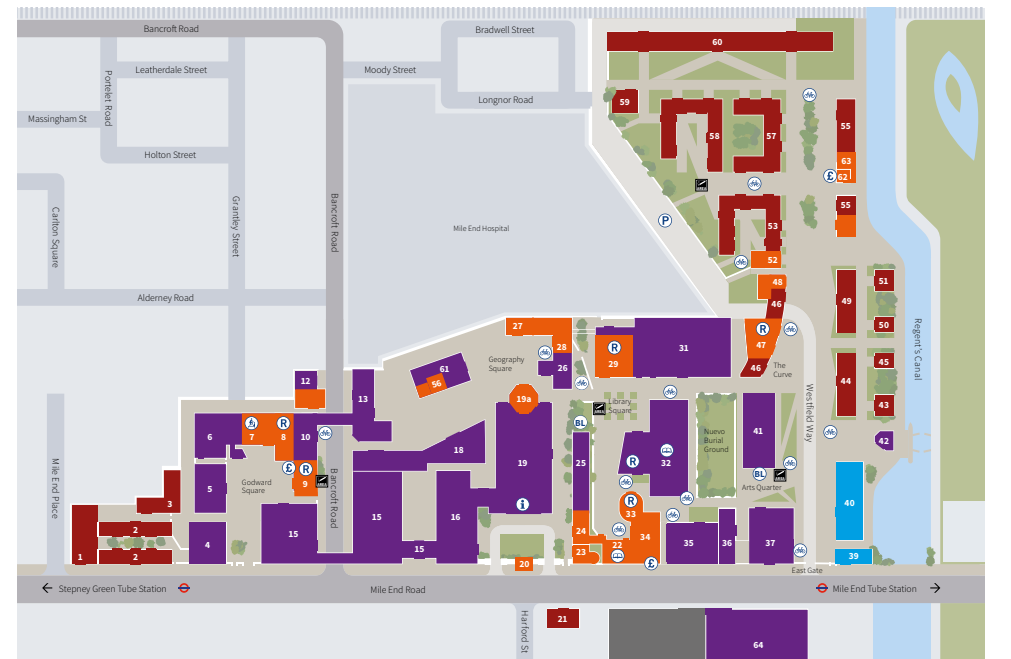 Bancroft Road
Bradwell Street
60
Leatherdale Street
Moody Street
Portelet Road
Longnor Road
59
Massingham St
55
58
57
Holton Street
63
£
62
Carlton Square
Grantley Street
Bancroft Road
P
55
Mile End Hospital
53
52
Alderney Road
48
51
46
49
27
R
50
Regent's Canal
28
R
31
47
Geography
Square
29
61
26
46
The
Curve
45
12
56
44
13
19a
Library
Square
43
Westfield Way
BL
R
6
7
8
10
18
Nuevo
Burial
Ground
41
42
£
R
9
19
25
R
32
BL
Godward
Square
Arts Quarter
Mile End Place
5
Bancroft Road
3
i
R
33
40
15
15
16
2
24
34
35
36
37
4
22
1
2
15
23
39
20
£
East Gate
Stepney Green Tube Station
Mile End Road
Mile End Tube Station
Harford St
21
64